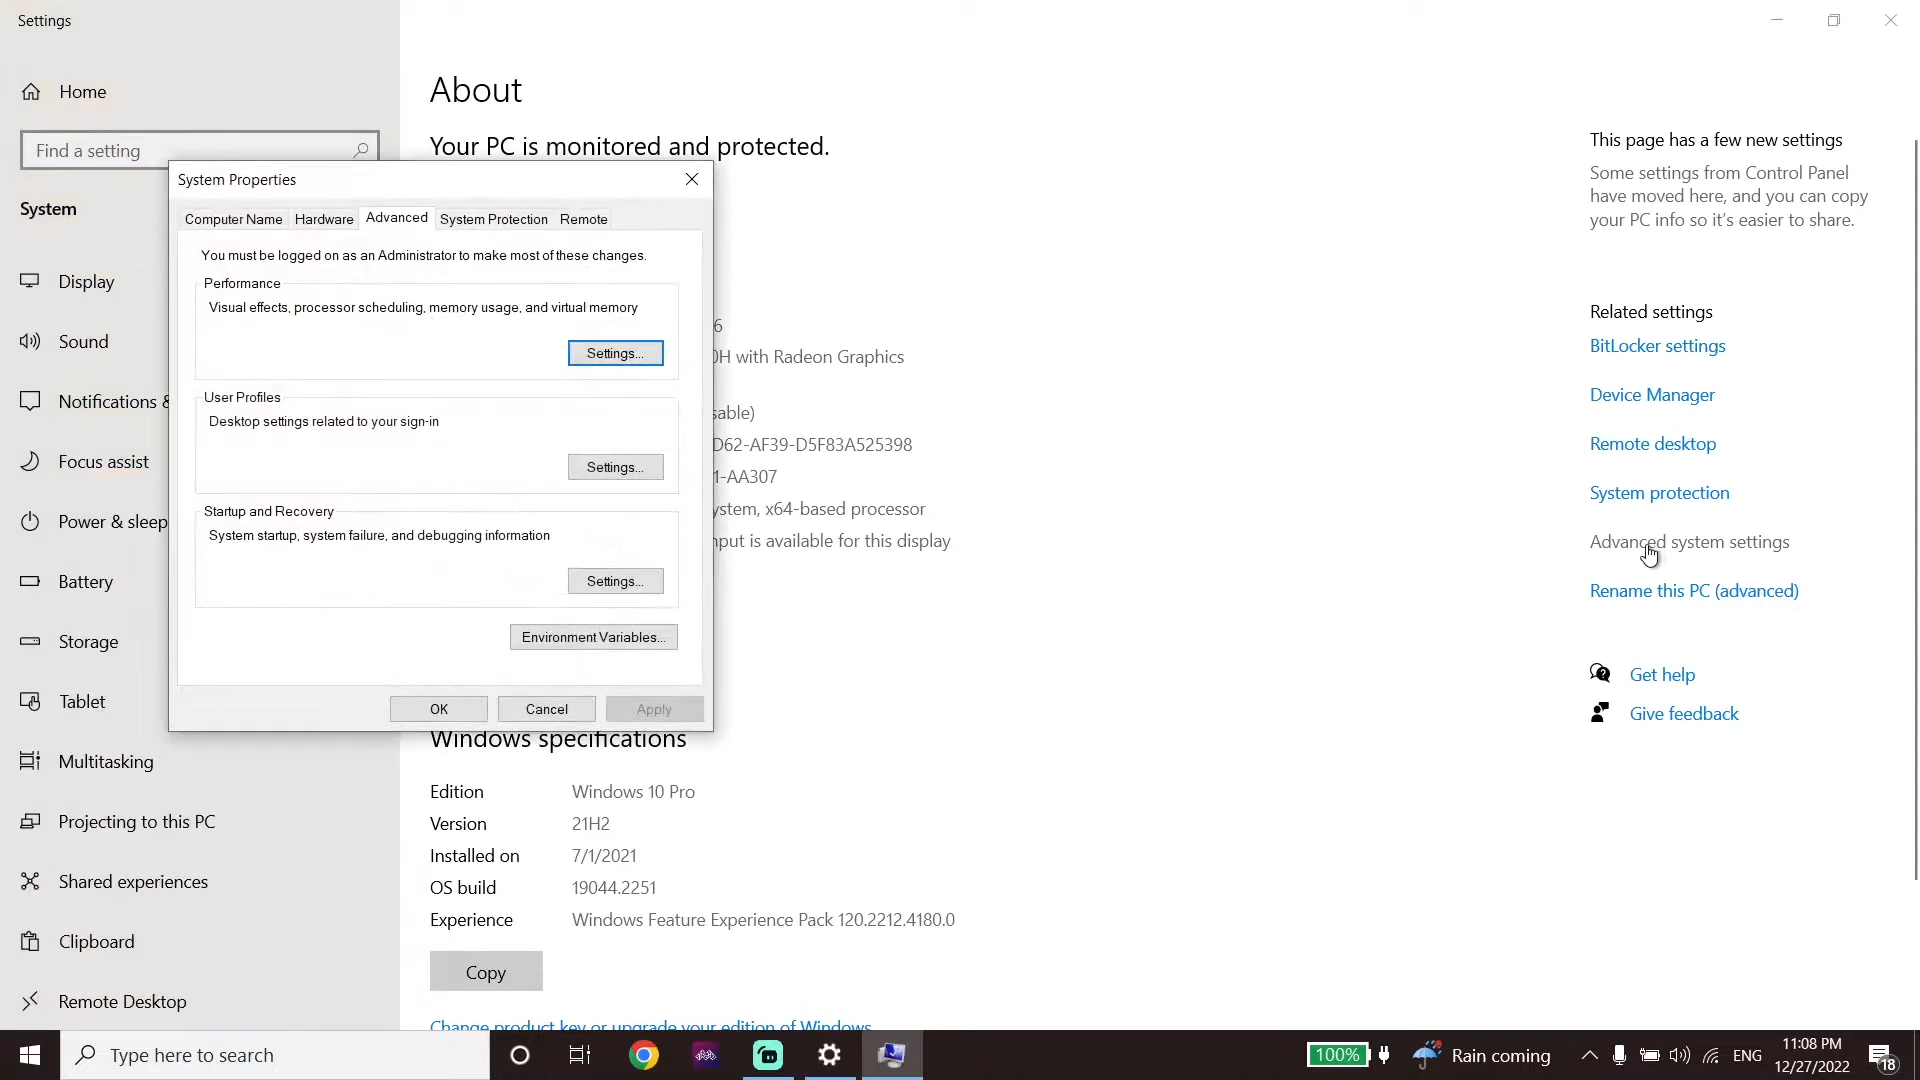 Settings
Home
Find a setting
System
Display
Sound
Notifications &
Focus assist
Power & sleep
Battery
Storage
Tablet
Multitasking
Projecting to this PC
Shared experiences
Clipboard
Remote Desktop
About
Your PC is monitored and protected.
System Properties
Computer Name Hardware Advanced System Protection Remote
You must be logged on as an Administrator to make most of these changes.
Performance
Visual effects, processor scheduling, memory usage, and virtual memory
Settings...
User Profiles
Desktop settings related to your sign-in
Settings...
Startup and Recovery
System startup, system failure, and debugging information
Settings...
Environment Variables...
OK Cancel Apply
6
0H with Radeon Graphics
sable)
D62-AF39-D5F83A525398
1-AA307
ystem, x64-based processor
nput is available for this display
Windows specifications
Edition Windows 10 Pro
Version 21H2
Installed on 7/1/2021
OS build 19044.2251
Experience Windows Feature Experience Pack 120.2212.4180.0
Copy
Change product key or upgrade your edition of Windows
This page has a few new settings
Some settings from Control Panel
have moved here, and you can copy
your PC info so it's easier to share.
Related settings
BitLocker settings
Device Manager
Remote desktop
System protection
Advanced system settings
Rename this PC (advanced)
Get help
Give feedback
Type here to search
100%
Rain coming
ENG
11:08 PM
12/27/2022
18